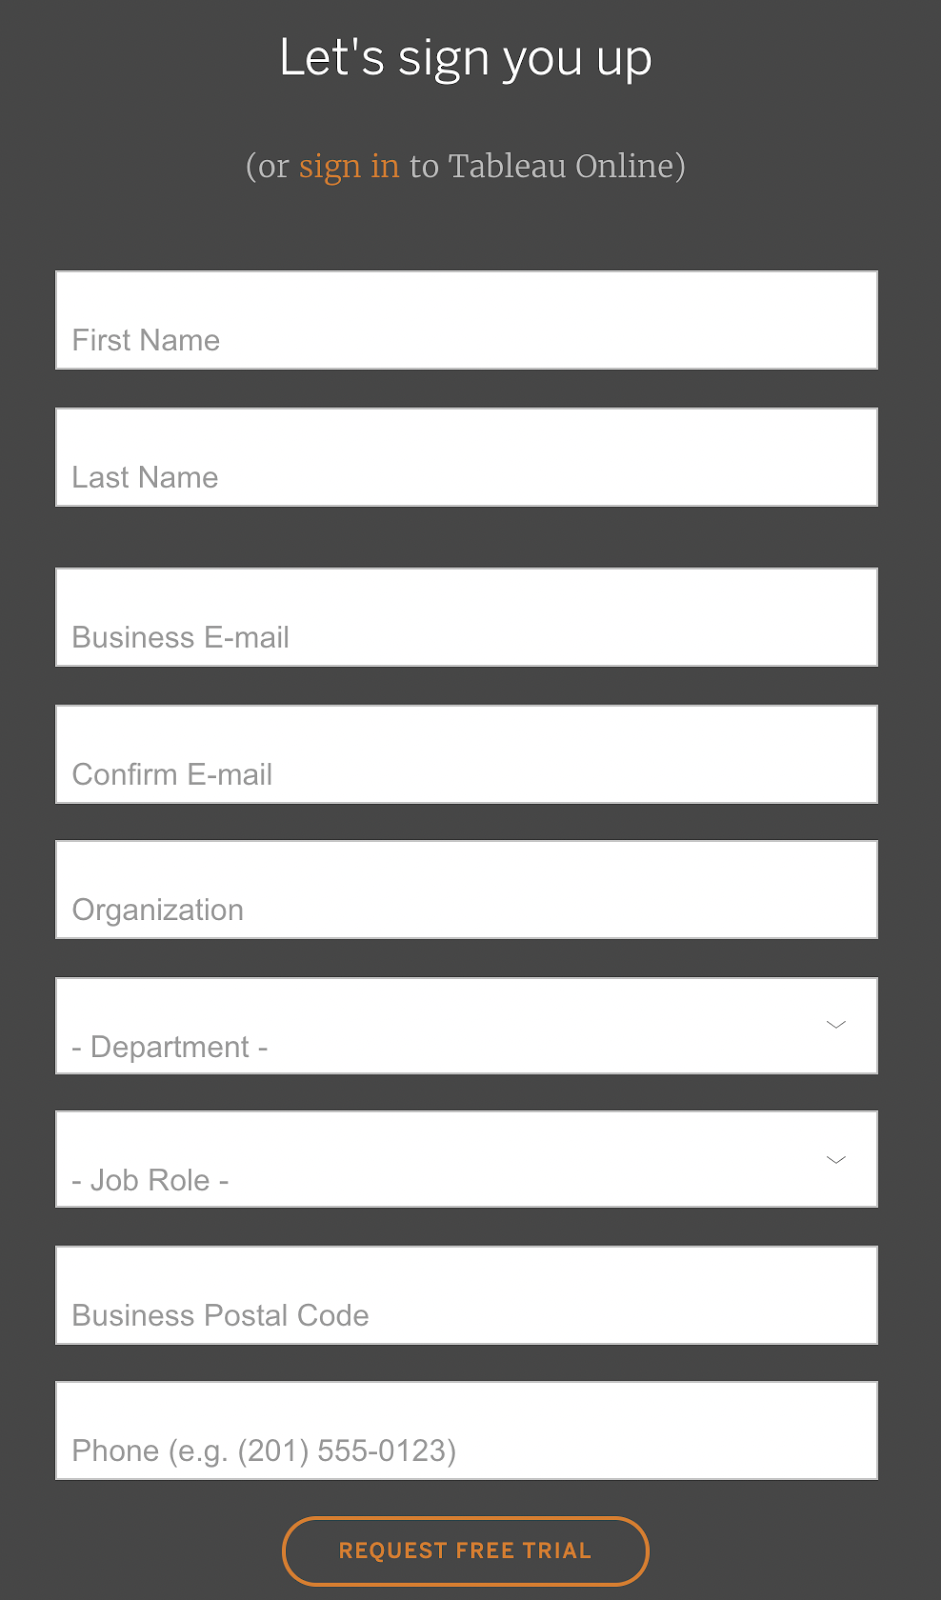 Let's sign you up
(or sign in to Tableau Online)
First Name
Last Name
Business E-mail
Confirm E-mail
Organization
- Department -
- Job Role -
Business Postal Code
Phone (e.g. (201) 555-0123)
REQUEST FREE TRIAL